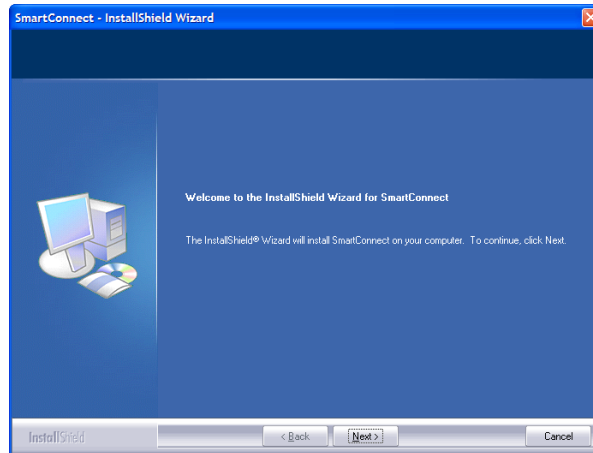 SmartConnect - InstallShield Wizard
Welcome to the InstallShield Wizard for SmartConnect
The InstallShield® Wizard will install SmartConnect on your computer. To continue, click Next.
InstallShield
< Back
Next >
Cancel